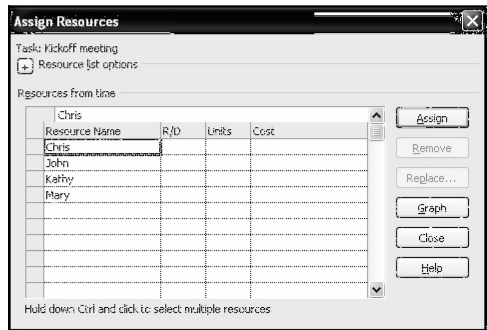 Assign Resources
Task: Kickoff meeting
+ Resource list options
Resources from time
Chris
Resource Name R/D Units Cost
Chris
John
Kathy
Mary
Assign
Remove
Replace...
Graph
Close
Help
Hold down Ctrl and click to select multiple resources